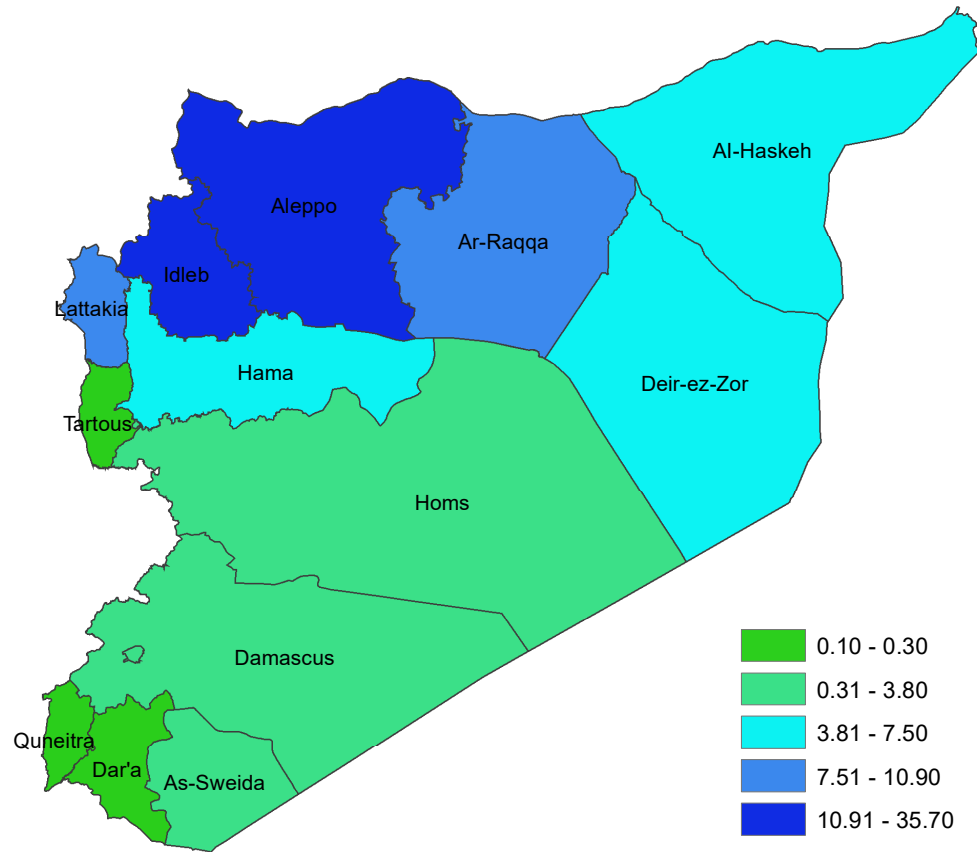 Al-Haskeh
Aleppo
Ar-Raqqa
Idleb
Lattakia
Hama
Deir-ez-Zor
Tartous
Homs
Damascus
Quneitra
Dar'a
As-Sweida
0.10 - 0.30
0.31 - 3.80
3.81 - 7.50
7.51 - 10.90
10.91 - 35.70